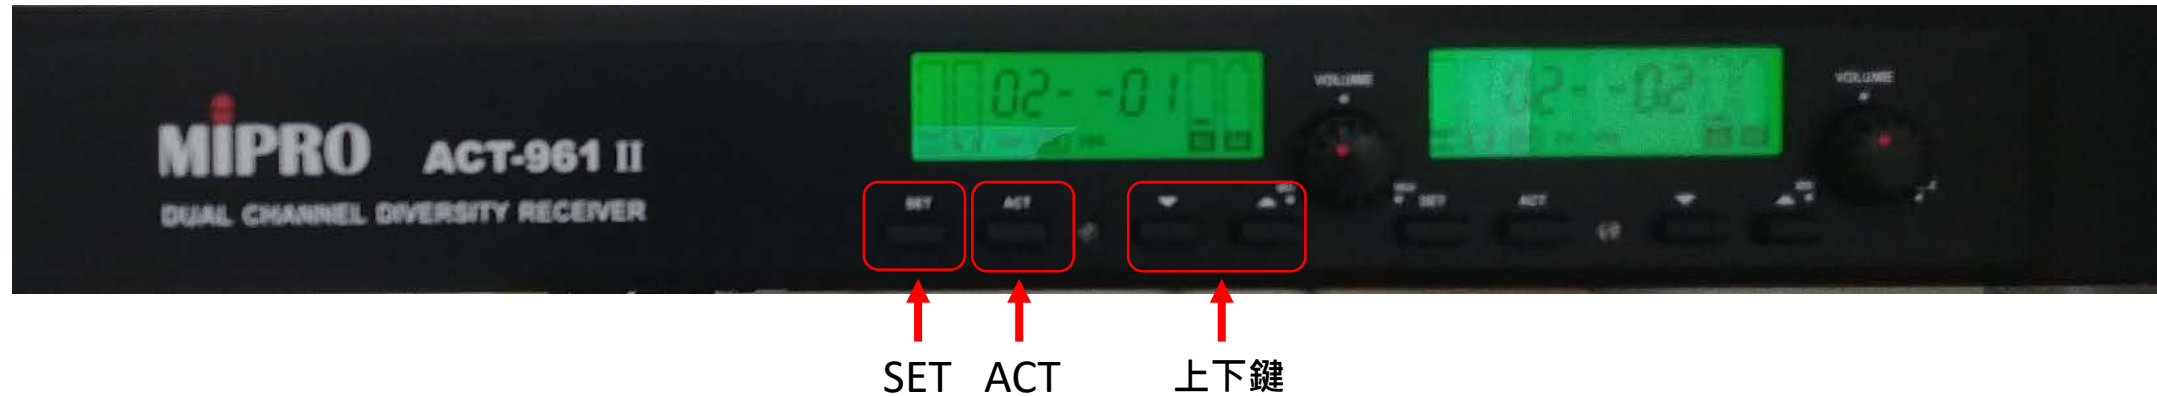 MIPRO ACT-961 II
DUAL CHANNEL DIVERSITY RECEIVER
02--01
VOLUME
02--02
VOLUME
SET ACT
SET ACT
SET ACT 上下鍵